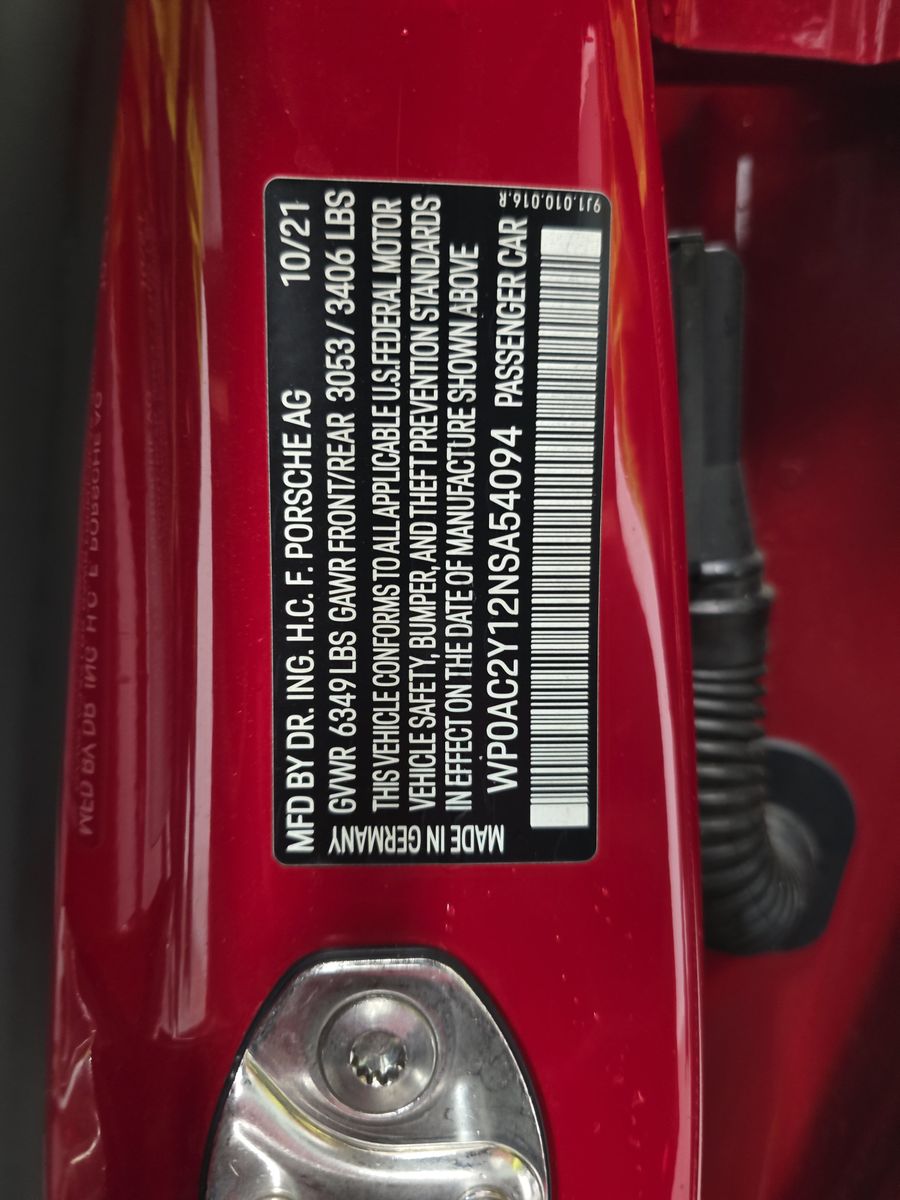 MFD BY DR. ING. H.C. F. PORSCHE AG 10/21
GVWR 6349 LBS GAWR FRONT/REAR 3053 / 3406 LBS
THIS VEHICLE CONFORMS TO ALL APPLICABLE U.S. FEDERAL MOTOR
VEHICLE SAFETY, BUMPER, AND THEFT PREVENTION STANDARDS
IN EFFECT ON THE DATE OF MANUFACTURE SHOWN ABOVE
WP0AC2Y12NSA54094 PASSENGER CAR
MADE IN GERMANY
9J1.010.016.R